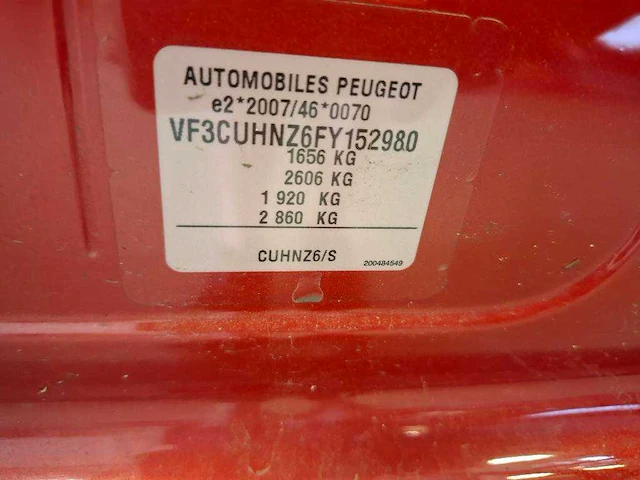 AUTOMOBILES PEUGEOT
e2*2007/46*0070
VF3CUHNZ6FY152980
1656 KG
2606 KG
1 920 KG
2 860 KG
CUHNZ6/S
200484549